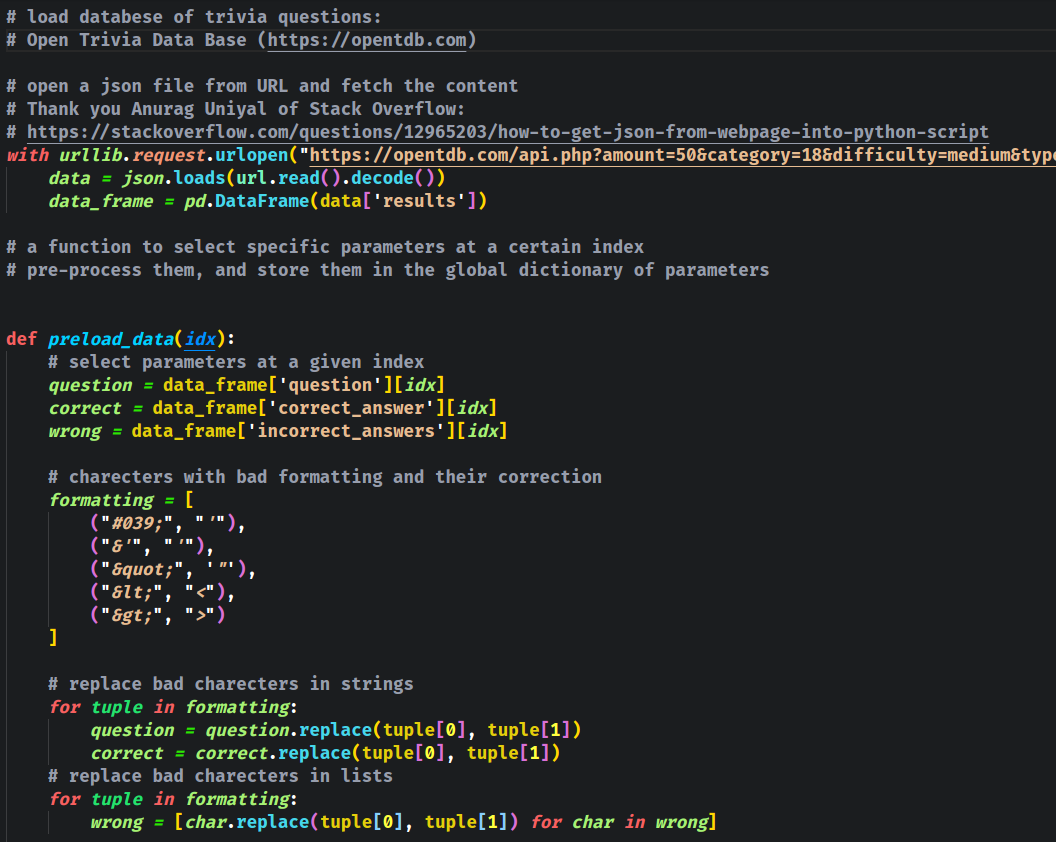 # load databese of trivia questions:
# Open Trivia Data Base (https://opentdb.com)
# open a json file from URL and fetch the content
# Thank you Anurag Uniyal of Stack Overflow:
# https://stackoverflow.com/questions/12965203/how-to-get-json-from-webpage-into-python-script
with urllib.request.urlopen("https://opentdb.com/api.php?amount=50&category=18&difficulty=medium&type
    data = json.loads(url.read().decode())
    data_frame = pd.DataFrame(data['results'])
# a function to select specific parameters at a certain index
# pre-process them, and store them in the global dictionary of parameters
def preload_data(idx):
    # select parameters at a given index
    question = data_frame['question'][idx]
    correct = data_frame['correct_answer'][idx]
    wrong = data_frame['incorrect_answers'][idx]
    # charecters with bad formatting and their correction
    formatting = [
        ("#039;", "'"),
        ("&'", "'"),
        ("&quot;", '"'),
        ("&lt;", "<"),
        ("&gt;", ">")
    ]
    # replace bad charecters in strings
    for tuple in formatting:
        question = question.replace(tuple[0], tuple[1])
        correct = correct.replace(tuple[0], tuple[1])
    # replace bad charecters in lists
    for tuple in formatting:
        wrong = [char.replace(tuple[0], tuple[1]) for char in wrong]